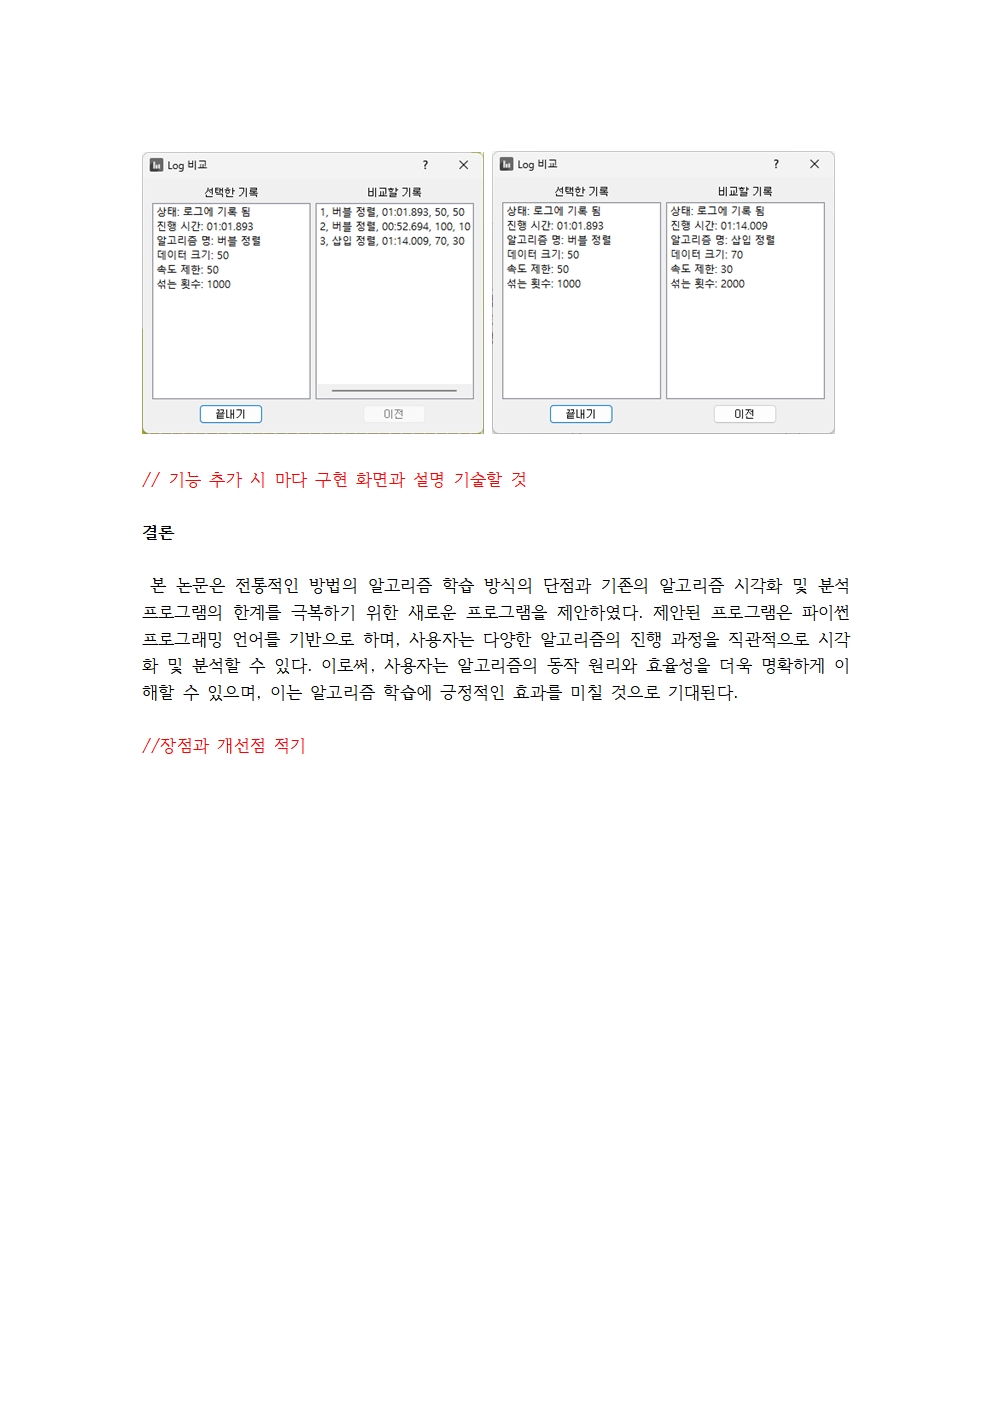 Log 비교 ? ×
선택한 기록 비교할 기록
상태: 로그에 기록 됨
진행 시간: 01:01.893
알고리즘 명: 버블 정렬
데이터 크기: 50
속도 제한: 50
섞는 횟수: 1000
1, 버블 정렬, 01:01.893, 50, 50
2, 버블 정렬, 00:52.694, 100, 10
3, 삽입 정렬, 01:14.009, 70, 30
끝내기 이전
Log 비교 ? ×
선택한 기록 비교할 기록
상태: 로그에 기록 됨
진행 시간: 01:01.893
알고리즘 명: 버블 정렬
데이터 크기: 50
속도 제한: 50
섞는 횟수: 1000
상태: 로그에 기록 됨
진행 시간: 01:14.009
알고리즘 명: 삽입 정렬
데이터 크기: 70
속도 제한: 30
섞는 횟수: 2000
끝내기 이전
// 기능 추가 시 마다 구현 화면과 설명 기술할 것
결론
본 논문은 전통적인 방법의 알고리즘 학습 방식의 단점과 기존의 알고리즘 시각화 및 분석
프로그램의 한계를 극복하기 위한 새로운 프로그램을 제안하였다. 제안된 프로그램은 파이썬
프로그래밍 언어를 기반으로 하며, 사용자는 다양한 알고리즘의 진행 과정을 직관적으로 시각
화 및 분석할 수 있다. 이로써, 사용자는 알고리즘의 동작 원리와 효율성을 더욱 명확하게 이
해할 수 있으며, 이는 알고리즘 학습에 긍정적인 효과를 미칠 것으로 기대된다.
//장점과 개선점 적기